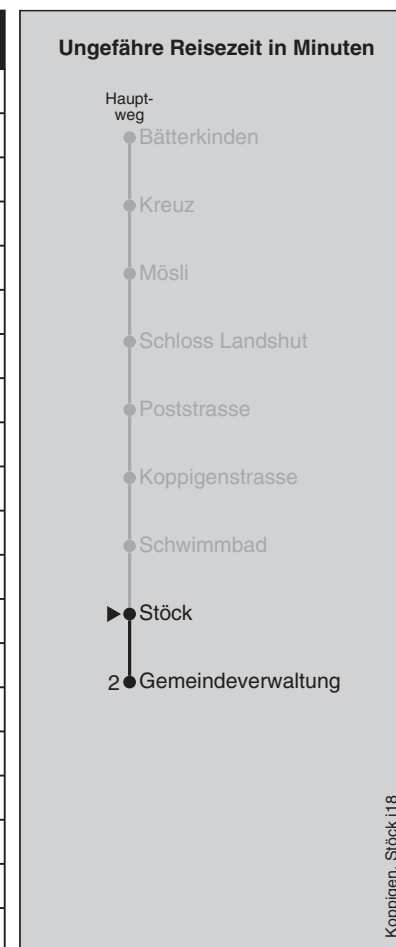 Ungefähre Reisezeit in Minuten
Haupt-
weg
Bätterkinden
Kreuz
Mösli
Schloss Landshut
Poststrasse
Koppigenstrasse
Schwimmbad
Stöck
2 Gemeindeverwaltung
Koppigen, Stöck j18